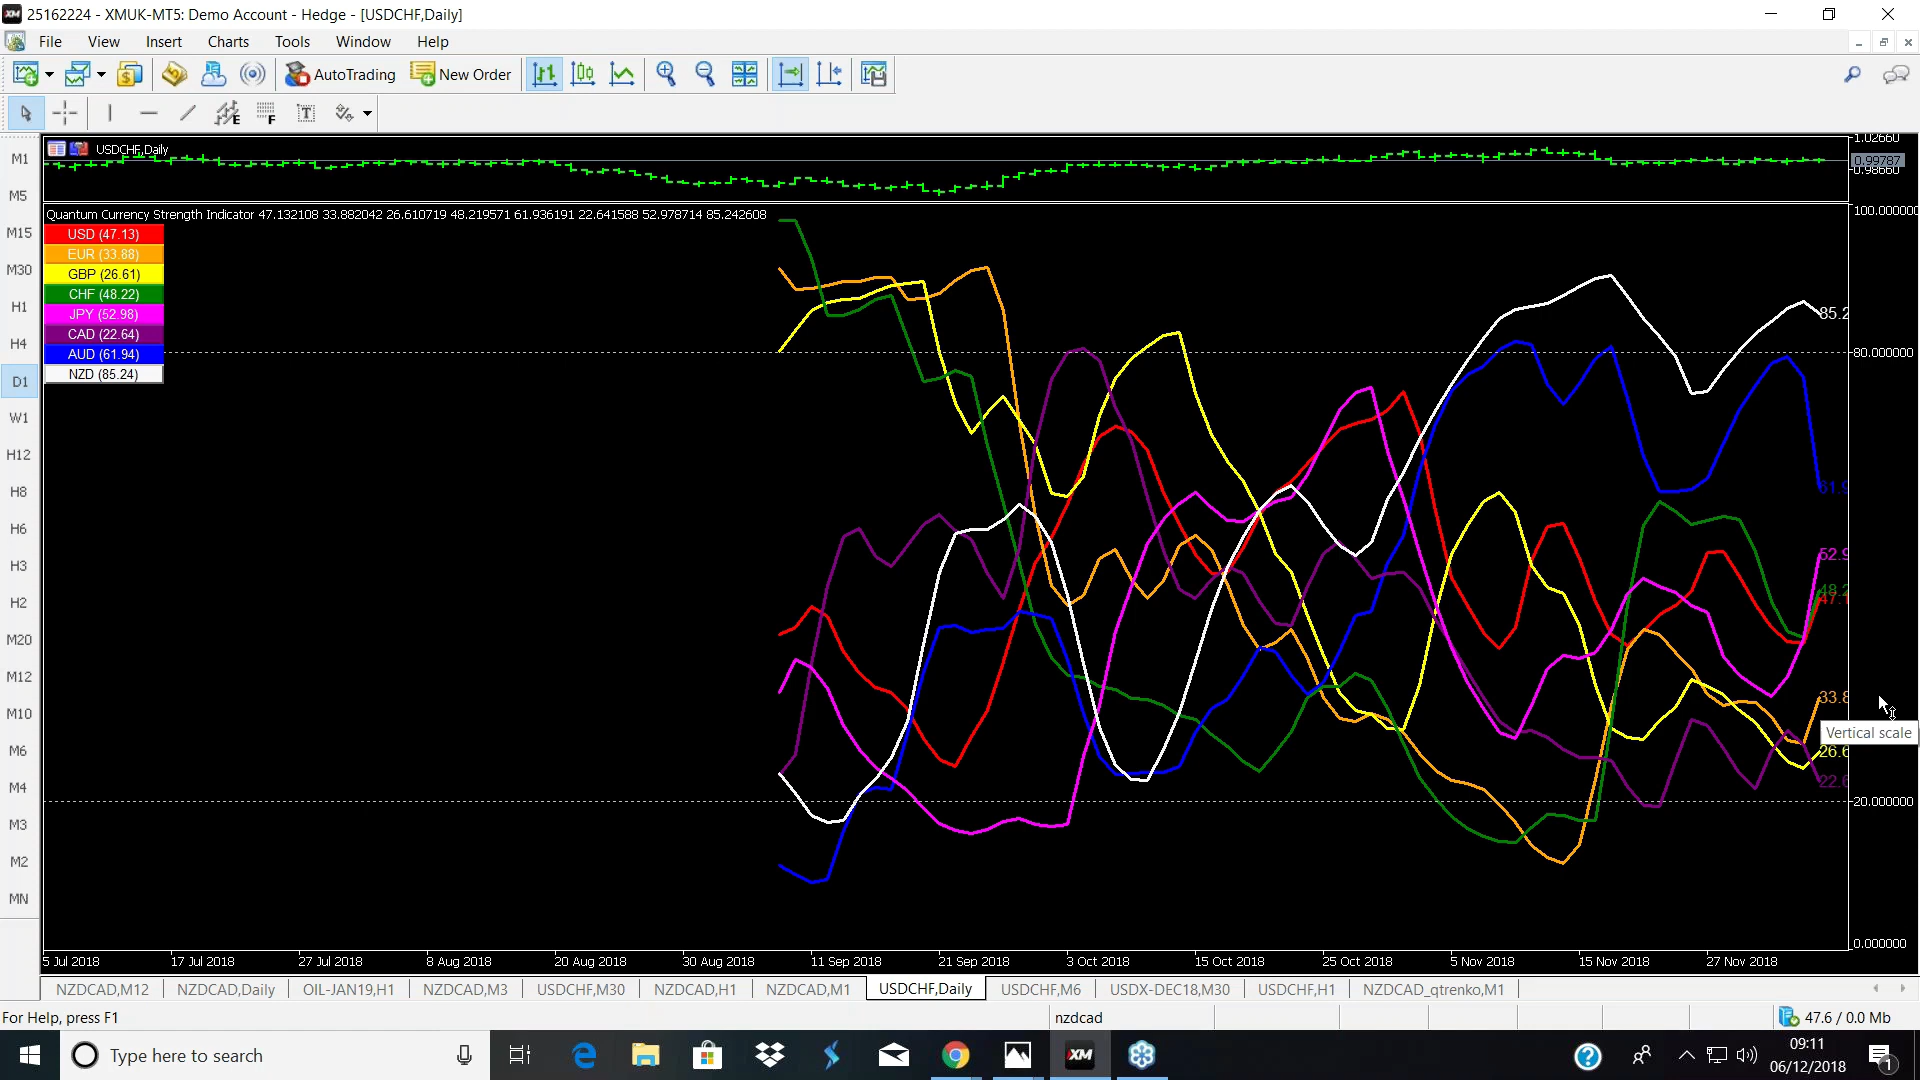 25162224 - XMUK-MT5: Demo Account - Hedge - [USDCHF,Daily]
File View Insert Charts Tools Window Help
AutoTrading New Order
E F T
M1
M5
M15
M30
H1
H4
D1
W1
H12
H8
H6
H3
H2
M20
M12
M10
M6
M4
M3
M2
MN
USDCHF,Daily
1.02660
0.99787
0.98660
Quantum Currency Strength Indicator 47.132108 33.882042 26.610719 48.219571 61.936191 22.641588 52.978714 85.242608
USD (47.13)
EUR (33.88)
GBP (26.61)
CHF (48.22)
JPY (52.98)
CAD (22.64)
AUD (61.94)
NZD (85.24)
100.000000
85.2
80.000000
61.9
52.9
48.2
47.1
33.8
Vertical scale
26.6
22.6
20.000000
0.000000
5 Jul 2018 17 Jul 2018 27 Jul 2018 8 Aug 2018 20 Aug 2018 30 Aug 2018 11 Sep 2018 21 Sep 2018 3 Oct 2018 15 Oct 2018 25 Oct 2018 5 Nov 2018 15 Nov 2018 27 Nov 2018
NZDCAD,M12 NZDCAD,Daily OIL-JAN19,H1 NZDCAD,M3 USDCHF,M30 NZDCAD,H1 NZDCAD,M1 USDCHF,Daily USDCHF,M6 USDX-DEC18,M30 USDCHF,H1 NZDCAD_qtrenko,M1
For Help, press F1 nzdcad 47.6 / 0.0 Mb
Type here to search
XM
09:11
06/12/2018
1